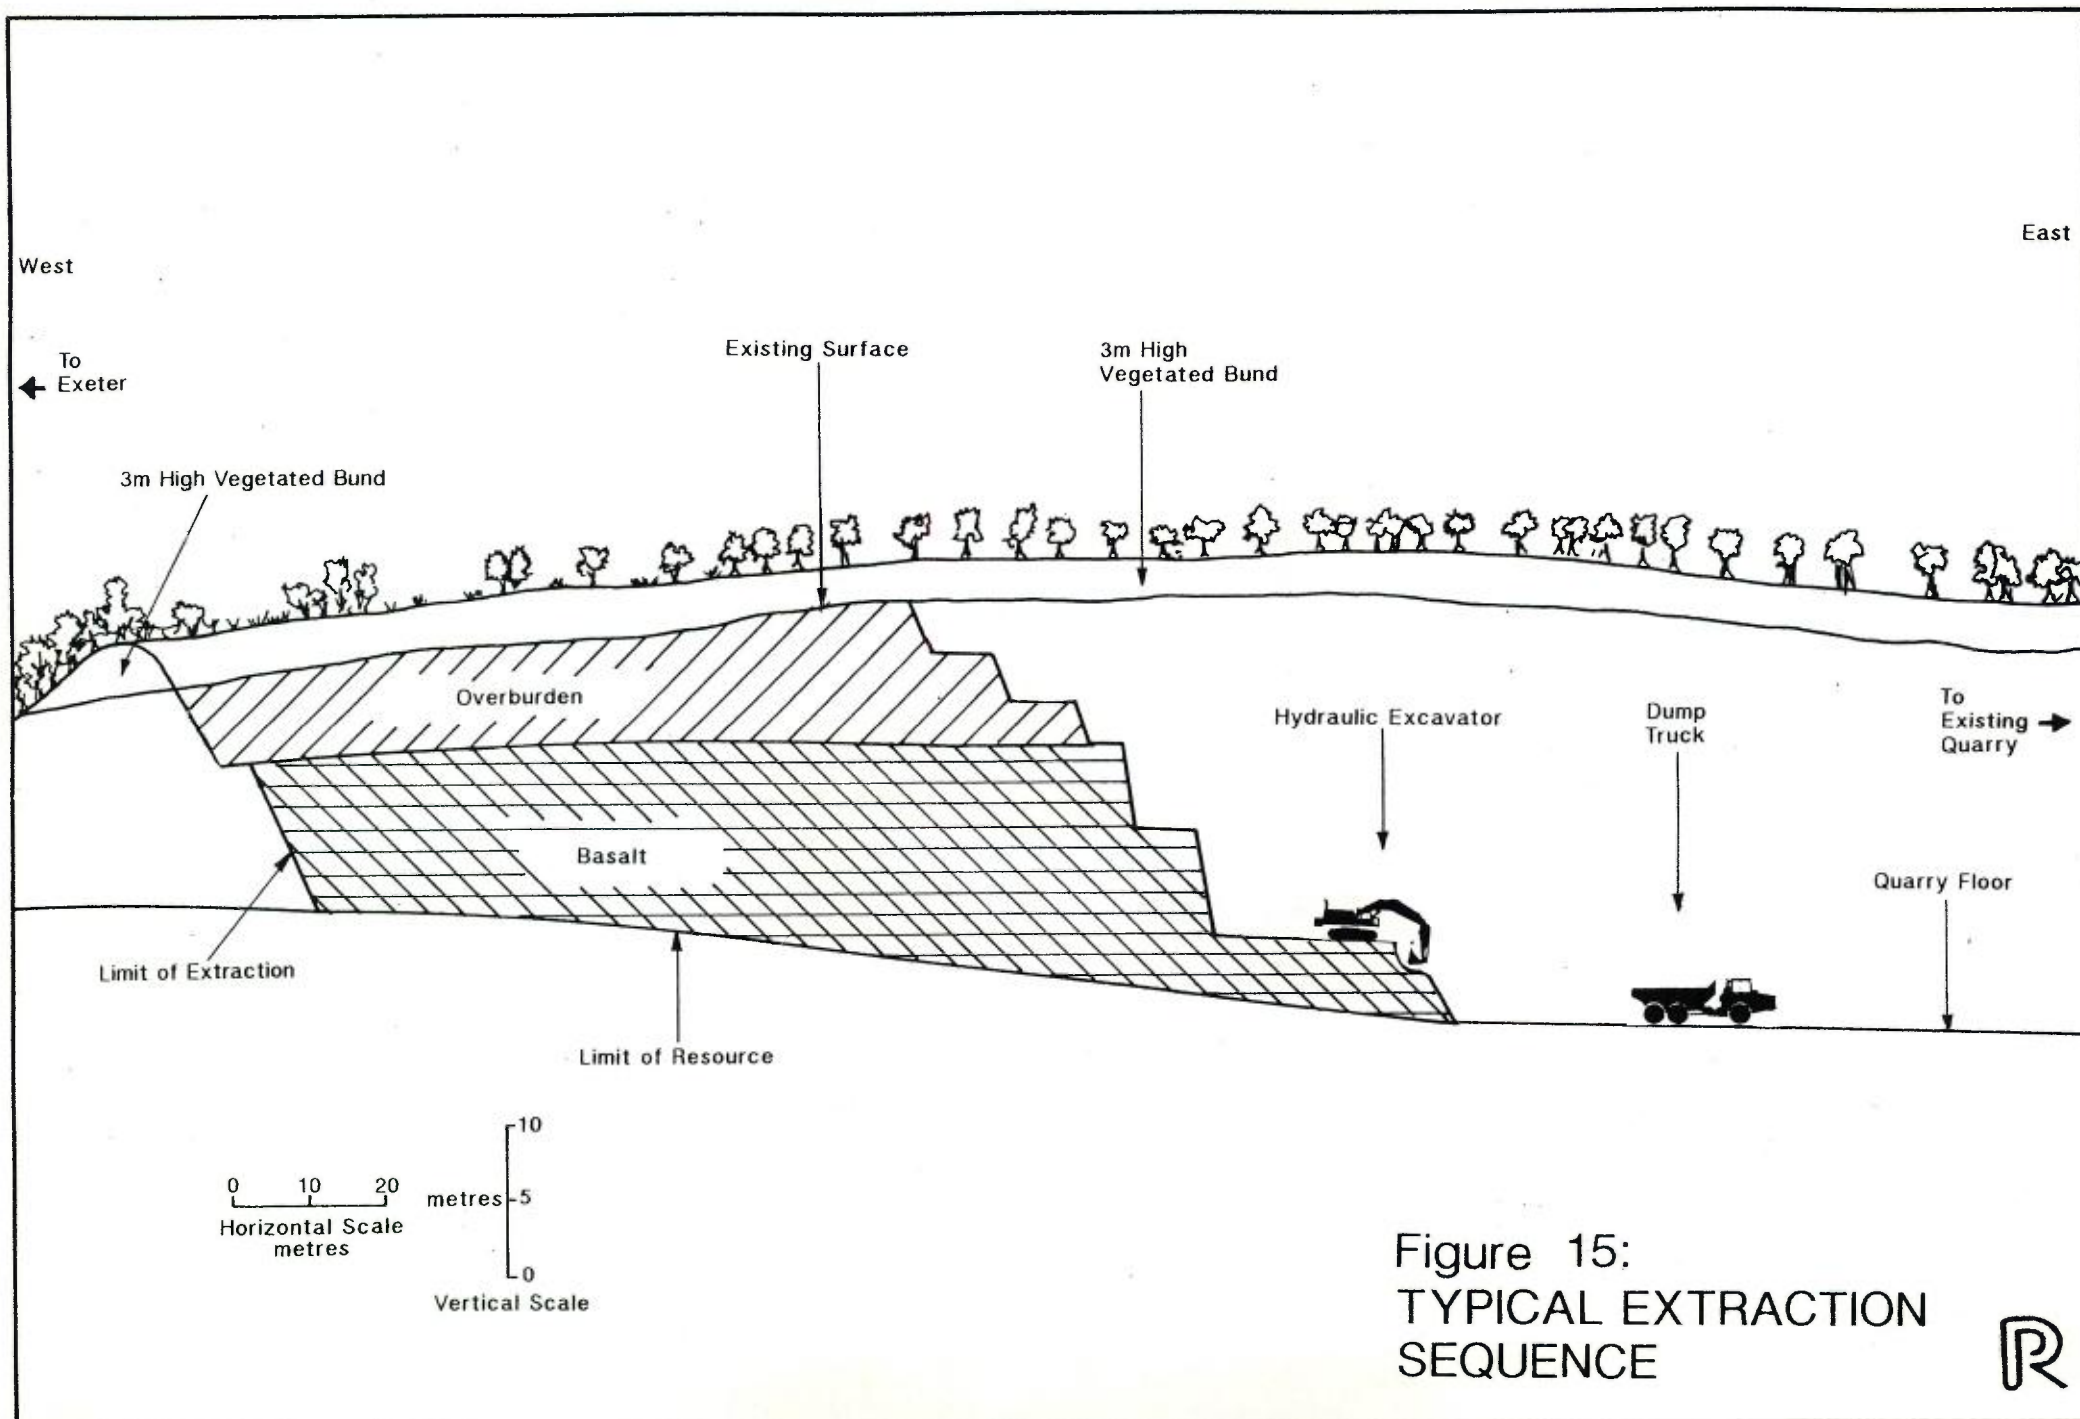 East
West
To
Exeter
Existing Surface
3m High
Vegetated Bund
3m High Vegetated Bund
Overburden
Hydraulic Excavator
Dump
Truck
To
Existing
Quarry
Basalt
Quarry Floor
Limit of Extraction
Limit of Resource
10
metres 5
0
Vertical Scale
0 10 20
Horizontal Scale
metres
Figure 15:
TYPICAL EXTRACTION
SEQUENCE
R